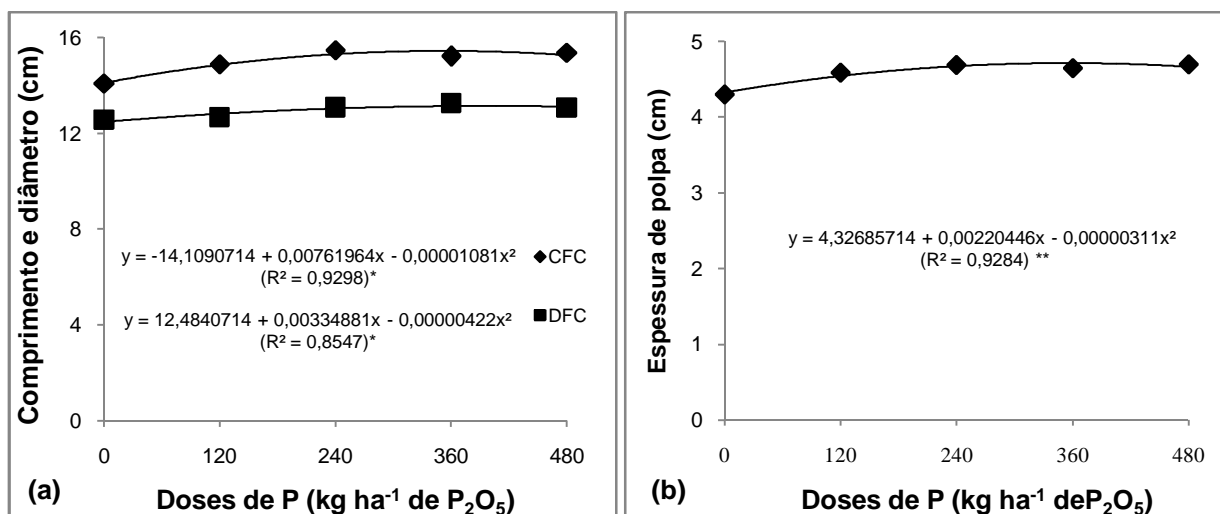 Comprimento e diâmetro (cm)
16
12
8
4
0
y = -14,1090714 + 0,00761964x - 0,00001081x²
(R² = 0,9298)*
CFC
y = 12,4840714 + 0,00334881x - 0,00000422x²
(R² = 0,8547)*
DFC
0 120 240 360 480
(a) Doses de P (kg ha⁻¹ de P₂O₅)
Espessura de polpa (cm)
5
4
3
2
1
0
y = 4,32685714 + 0,00220446x - 0,00000311x²
(R² = 0,9284) **
0 120 240 360 480
(b) Doses de P (kg ha⁻¹ deP₂O₅)